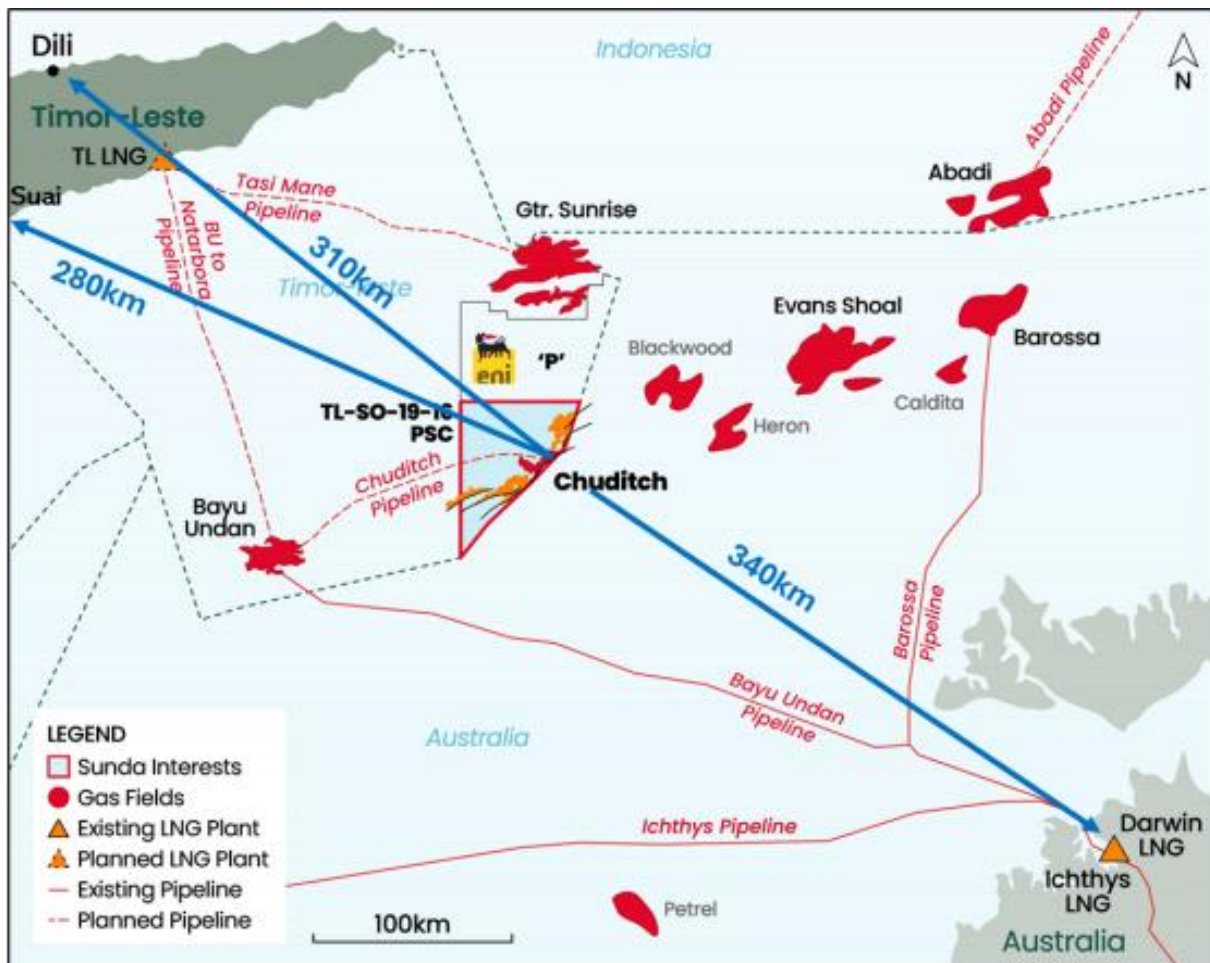 Dili
Indonesia
N
Abadi Pipeline
Timor-Leste
TL LNG
Abadi
Suai
Tasi Mane
Pipeline
Gtr. Sunrise
BU to
Natarbora
Pipeline
310km
280km
Timor-Leste
Evans Shoal
Barossa
Blackwood
eni
'P'
Caldita
Heron
TL-SO-19-16
PSC
Chuditch
Pipeline
Chuditch
Bayu
Undan
340km
Barossa
Pipeline
Bayu Undan
Pipeline
Australia
LEGEND
Sunda Interests
Gas Fields
Existing LNG Plant
Planned LNG Plant
Existing Pipeline
Planned Pipeline
Ichthys Pipeline
Darwin
LNG
Ichthys
LNG
Petrel
100km
Australia